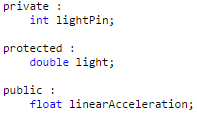 private :
int lightPin;
protected :
double light;
public :
float linearAcceleration;